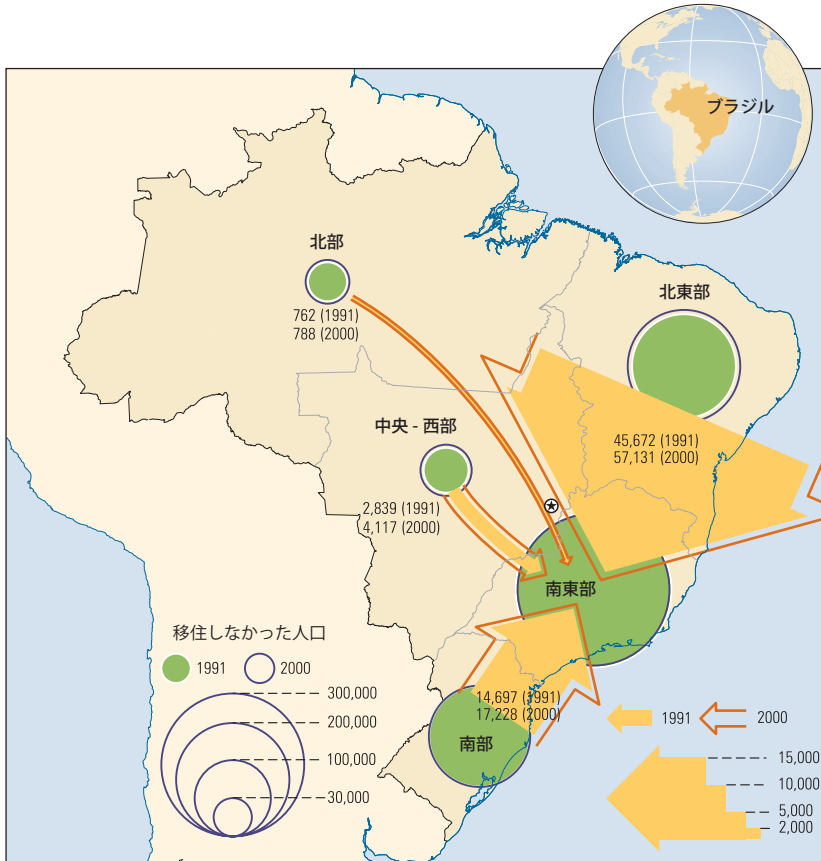 ブラジル
北部
762 (1991)
788 (2000)
北東部
45,672 (1991)
57,131 (2000)
中央 - 西部
2,839 (1991)
4,117 (2000)
南東部
移住しなかった人口
1991
2000
300,000
200,000
100,000
30,000
14,697 (1991)
17,228 (2000)
南部
1991
2000
15,000
10,000
5,000
2,000